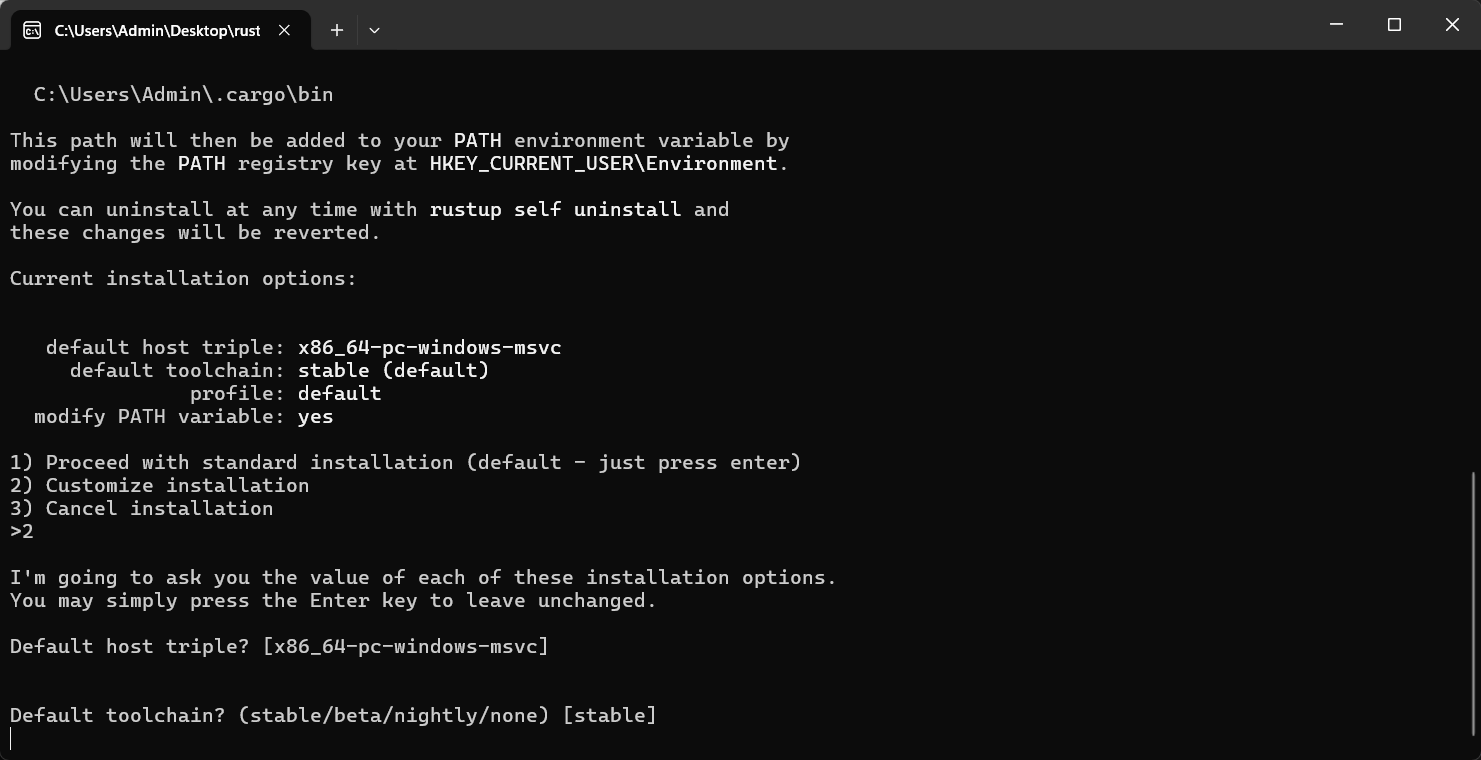 C:\Users\Admin\Desktop\rust
C:\Users\Admin\.cargo\bin
This path will then be added to your PATH environment variable by
modifying the PATH registry key at HKEY_CURRENT_USER\Environment.
You can uninstall at any time with rustup self uninstall and
these changes will be reverted.
Current installation options:
default host triple: x86_64-pc-windows-msvc
default toolchain: stable (default)
profile: default
modify PATH variable: yes
1) Proceed with standard installation (default - just press enter)
2) Customize installation
3) Cancel installation
>2
I'm going to ask you the value of each of these installation options.
You may simply press the Enter key to leave unchanged.
Default host triple? [x86_64-pc-windows-msvc]
Default toolchain? (stable/beta/nightly/none) [stable]